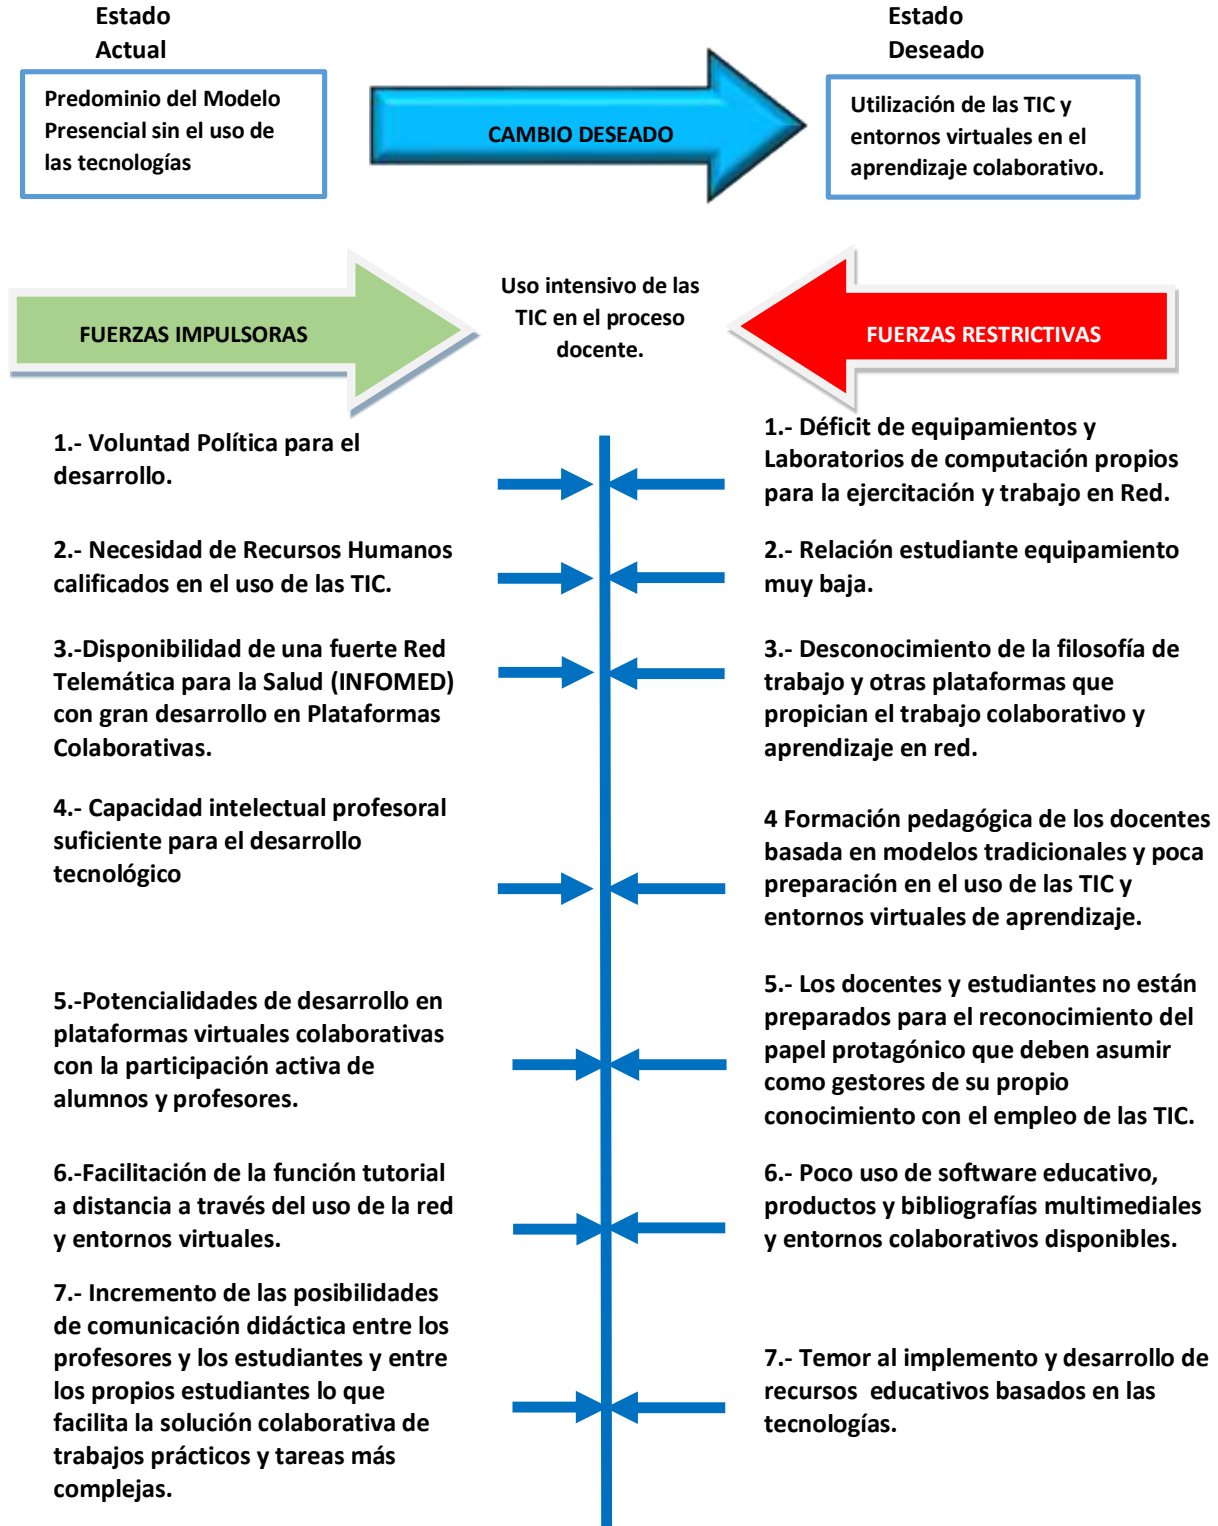 Estado
Actual
Estado
Deseado
Predominio del Modelo
Presencial sin el uso de
las tecnologías
CAMBIO DESEADO
Utilización de las TIC y
entornos virtuales en el
aprendizaje colaborativo.
FUERZAS IMPULSORAS
Uso intensivo de las
TIC en el proceso
docente.
FUERZAS RESTRICTIVAS
1.- Voluntad Política para el
desarrollo.
2.- Necesidad de Recursos Humanos
calificados en el uso de las TIC.
3.-Disponibilidad de una fuerte Red
Telemática para la Salud (INFOMED)
con gran desarrollo en Plataformas
Colaborativas.
4.- Capacidad intelectual profesoral
suficiente para el desarrollo
tecnológico
5.-Potencialidades de desarrollo en
plataformas virtuales colaborativas
con la participación activa de
alumnos y profesores.
6.-Facilitación de la función tutorial
a distancia a través del uso de la red
y entornos virtuales.
7.- Incremento de las posibilidades
de comunicación didáctica entre los
profesores y los estudiantes y entre
los propios estudiantes lo que
facilita la solución colaborativa de
trabajos prácticos y tareas más
complejas.
1.- Déficit de equipamientos y
Laboratorios de computación propios
para la ejercitación y trabajo en Red.
2.- Relación estudiante equipamiento
muy baja.
3.- Desconocimiento de la filosofía de
trabajo y otras plataformas que
propician el trabajo colaborativo y
aprendizaje en red.
4 Formación pedagógica de los docentes
basada en modelos tradicionales y poca
preparación en el uso de las TIC y
entornos virtuales de aprendizaje.
5.- Los docentes y estudiantes no están
preparados para el reconocimiento del
papel protagónico que deben asumir
como gestores de su propio
conocimiento con el empleo de las TIC.
6.- Poco uso de software educativo,
productos y bibliografías multimediales
y entornos colaborativos disponibles.
7.- Temor al implemento y desarrollo de
recursos  educativos basados en las
tecnologías.